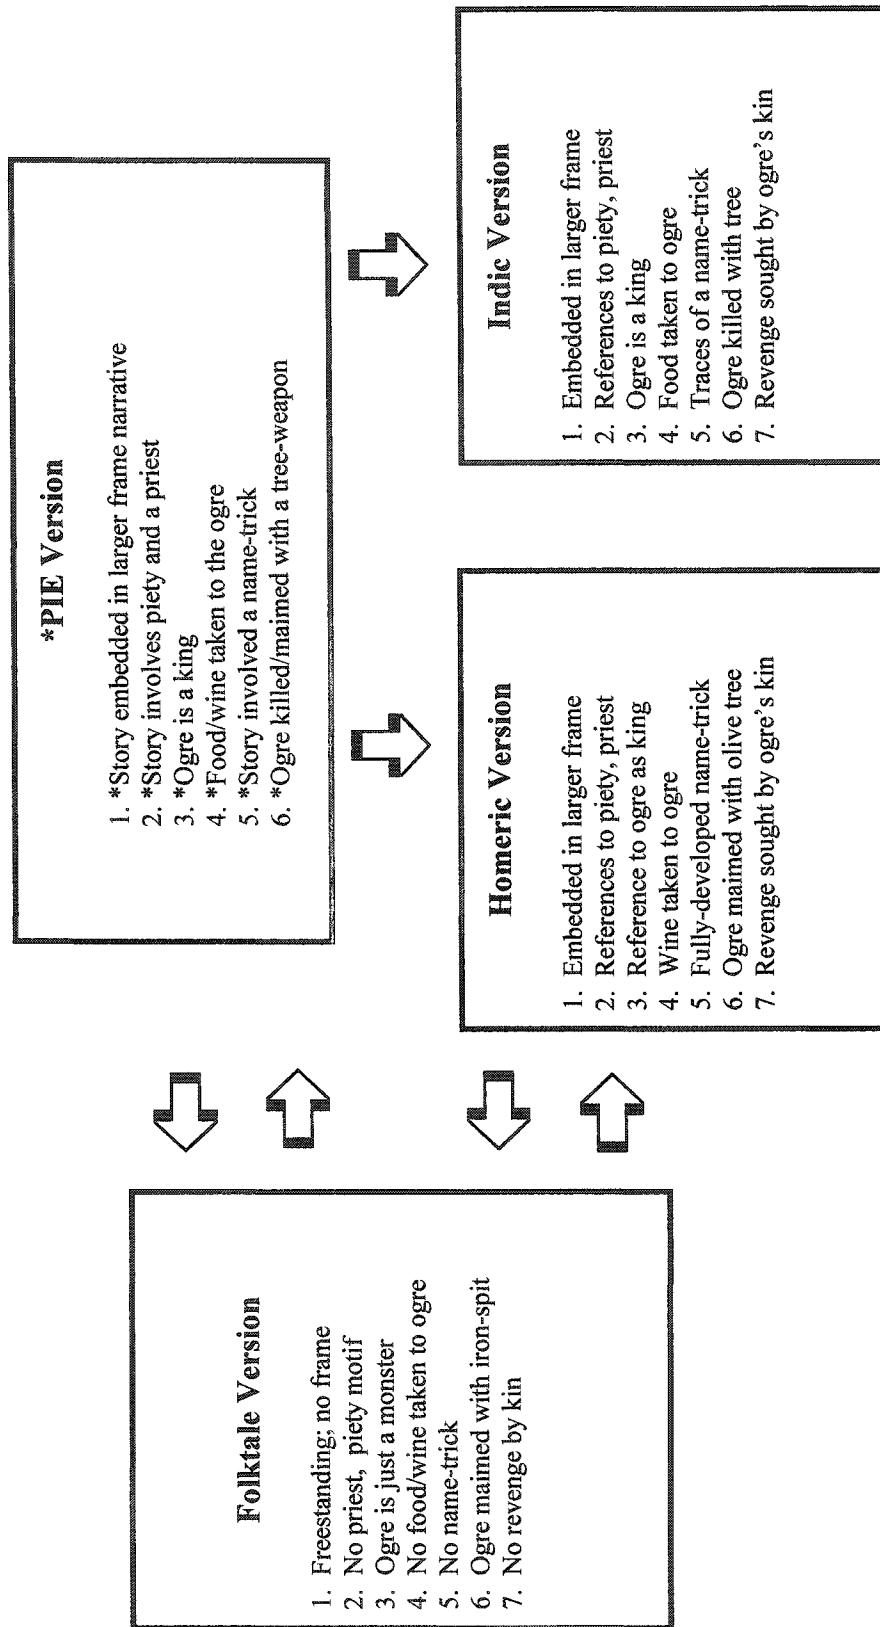 *PIE Version
1. *Story embedded in larger frame narrative
2. *Story involves piety and a priest
3. *Ogre is a king
4. *Food/wine taken to the ogre
5. *Story involved a name-trick
6. *Ogre killed/maimed with a tree-weapon
Folktale Version
1. Freestanding; no frame
2. No priest, piety motif
3. Ogre is just a monster
4. No food/wine taken to ogre
5. No name-trick
6. Ogre maimed with iron-spit
7. No revenge by kin
Homeric Version
1. Embedded in larger frame
2. References to piety, priest
3. Reference to ogre as king
4. Wine taken to ogre
5. Fully-developed name-trick
6. Ogre maimed with olive tree
7. Revenge sought by ogre's kin
Indic Version
1. Embedded in larger frame
2. References to piety, priest
3. Ogre is a king
4. Food taken to ogre
5. Traces of a name-trick
6. Ogre killed with tree
7. Revenge sought by ogre's kin